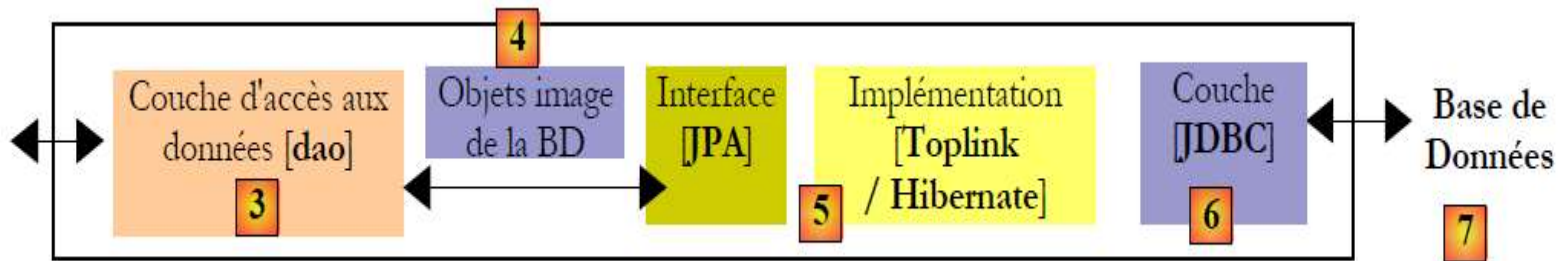 4
Couche d'accès aux
données [dao]
3
Objets image
de la BD
Interface
[JPA]
Implémentation
[Toplink
/ Hibernate]
5
Couche
[JDBC]
6
Base de
Données
7